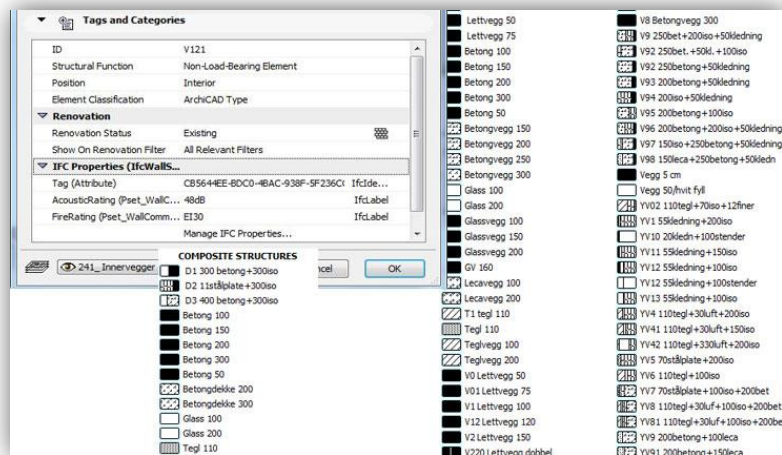 Tags and Categories
ID V121
Structural Function Non-Load-Bearing Element
Position Interior
Element Classification ArchiCAD Type
Renovation
Renovation Status Existing
Show On Renovation Filter All Relevant Filters
IFC Properties (IfcWallS...
Tag (Attribute) CB5644EE-BDC0-4BAC-938F-5F236C IfcIde...
AcousticRating (Pset_WallC... 48dB IfcLabel
FireRating (Pset_WallComm... EI30 IfcLabel
Manage IFC Properties...
241_Innervegger
ncel
OK
COMPOSITE STRUCTURES
D1 300 betong+300iso
D2 11stålplate+300iso
D3 400 betong+300iso
Betong 100
Betong 150
Betong 200
Betong 300
Betong 50
Betongdekke 200
Betongdekke 300
Glass 100
Glass 200
Tegl 110
Lettvegg 50
Lettvegg 75
Betong 100
Betong 150
Betong 200
Betong 300
Betong 50
Betongvegg 150
Betongvegg 200
Betongvegg 250
Betongvegg 300
Glass 100
Glass 200
Glassvegg 100
Glassvegg 150
Glassvegg 200
GV 160
Lecavegg 100
Lecavegg 200
T1 tegl 110
Tegl 110
Teglvegg 100
Teglvegg 200
V0 Lettvegg 50
V01 Lettvegg 75
V1 Lettvegg 100
V12 Lettvegg 120
V2 Lettvegg 150
V220 Lettvegg dobbel
V8 Betongvegg 300
V9 250bet+200iso+50kledning
V92 250bet.+50kl.+100iso
V92 250betong+50kledning
V93 200betong+50kledning
V94 200iso+50kledning
V95 200betong+100iso
V96 200betong+200iso+50kledning
V97 150iso+250betong+50kledning
V98 150leca+250betong+50kledn
Vegg 5 cm
Vegg 50/hvit fyll
YV02 110tegl+70iso+12finer
YV1 55kledning+200iso
YV10 20kledn+100stender
YV11 55kledning+150iso
YV12 55kledning+100iso
YV12 55kledning+100stender
YV13 55kledning+100iso
YV4 110tegl+30luft+200iso
YV41 110tegl+30luft+150iso
YV42 110tegl+330luft+200iso
YV5 70stålplate+200iso
YV6 110tegl+100iso
YV7 70stålplate+100iso+200bet
YV8 110tegl+30luf+100iso+200bet
YV81 110tegl+30luf+100iso+200be
YV9 200betong+100leca
YV91 200betong+150leca